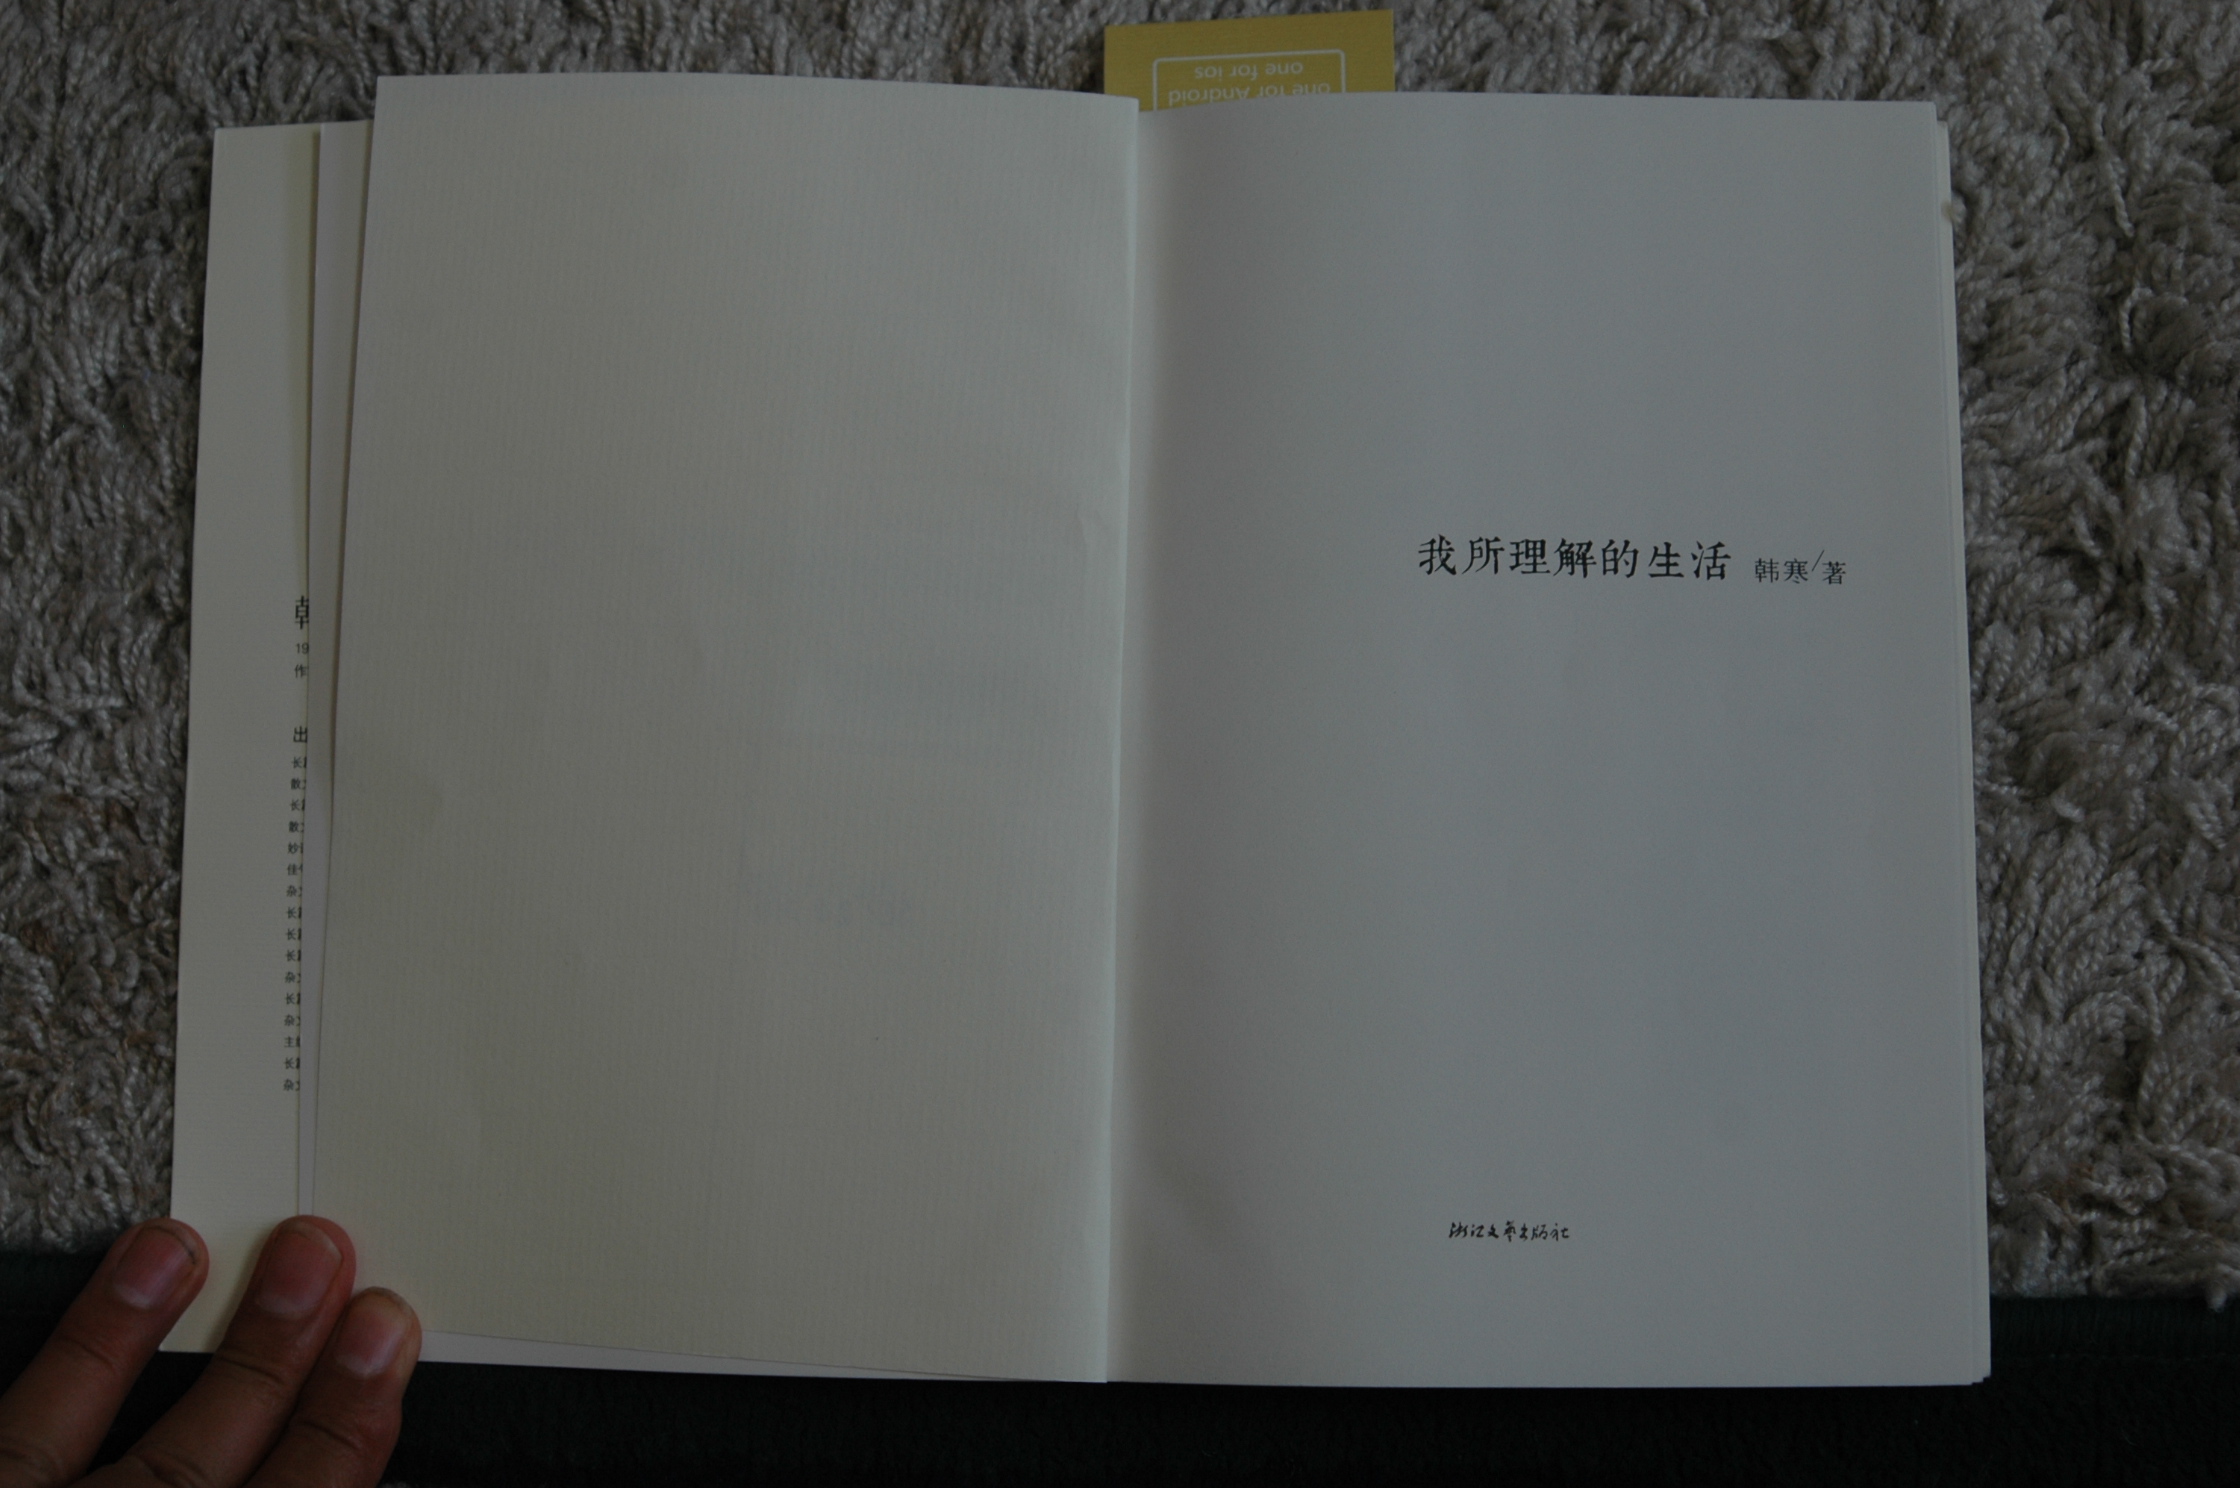 one for Android
one for ios
韩
19
作
出
长
散
长
散
妙
佳
杂
长
长
长
杂
长
杂
主
长
杂
我所理解的生活 韩寒/著
浙江文艺出版社